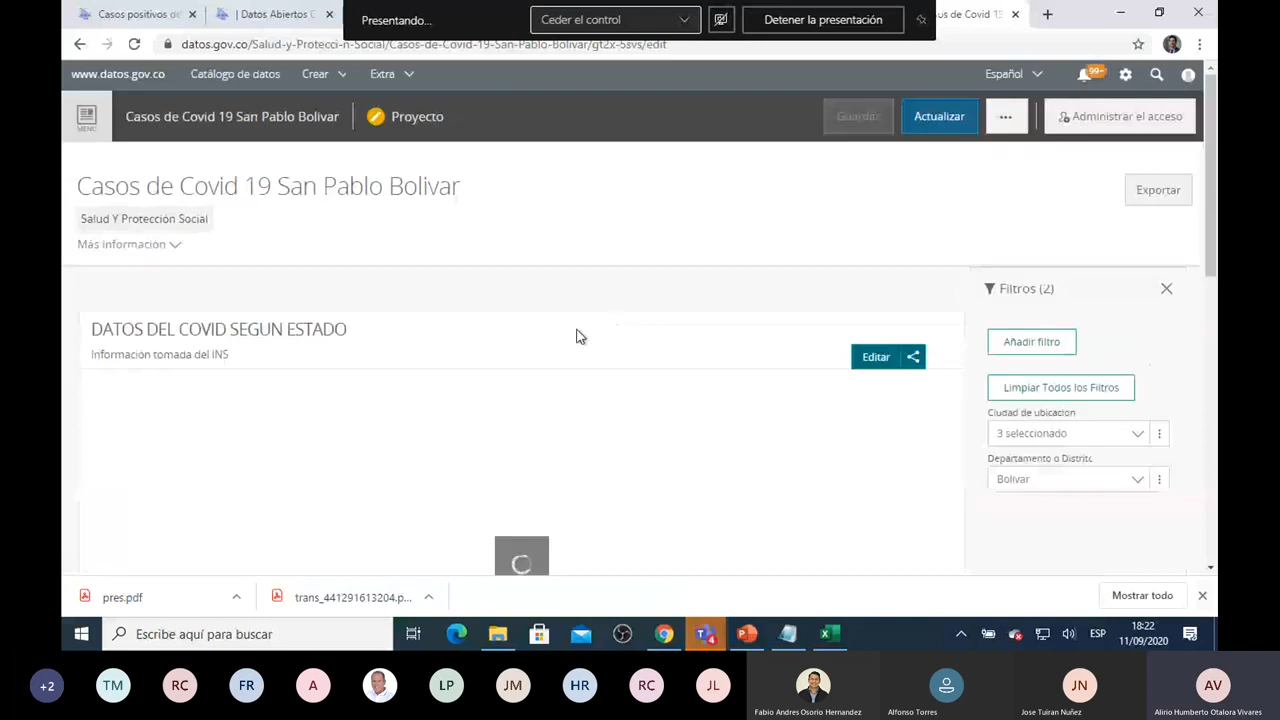 Casos positivos de
| Datos Abiertos C
Presentando...
Ceder el control
Detener la presentación
us de Covid 1
datos.gov.co/Salud-y-Protecci-n-Social/Casos-de-Covid-19-San-Pablo-Bolivar/gt2x-5svs/edit
www.datos.gov.co
Catálogo de datos
Crear
Extra
Español
99+
MENÚ
Casos de Covid 19 San Pablo Bolivar
Proyecto
Guardar
Actualizar
...
Administrar el acceso
Casos de Covid 19 San Pablo Bolivar
Exportar
Salud Y Protección Social
Más información
Filtros (2)
DATOS DEL COVID SEGUN ESTADO
Información tomada del INS
Editar
Añadir filtro
Limpiar Todos los Filtros
Ciudad de ubicación
3 seleccionado
Departamento o Distrito
Bolivar
pres.pdf
trans_441291613204.p...
Mostrar todo
Escribe aquí para buscar
4
ESP
18:22
11/09/2020
+2
TM
RC
FR
A
LP
JM
HR
RC
JL
JN
AV
Fabio Andres Osorio Hernandez
Alfonso Torres
Jose Tuiran Nuñez
Alirio Humberto Otalora Vivares